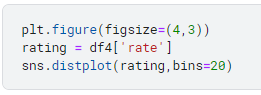 plt.figure(figsize=(4,3))
rating = df4['rate']
sns.distplot(rating,bins=20)